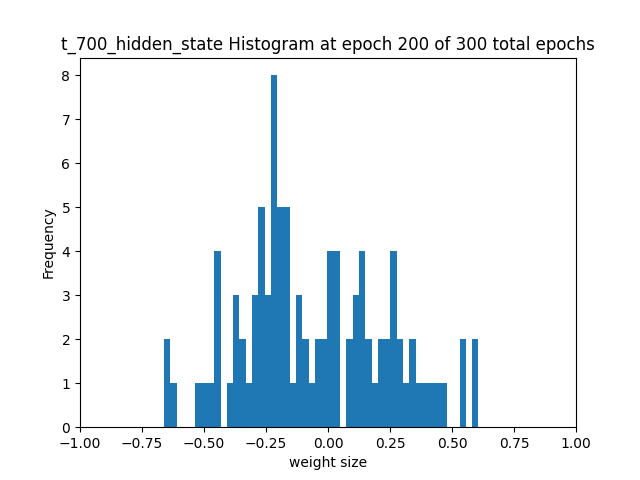 t_700_hidden_state Histogram at epoch 200 of 300 total epochs
8
7
6
5
4
3
2
1
0
Frequency
−1.00 −0.75 −0.50 −0.25 0.00 0.25 0.50 0.75 1.00
weight size